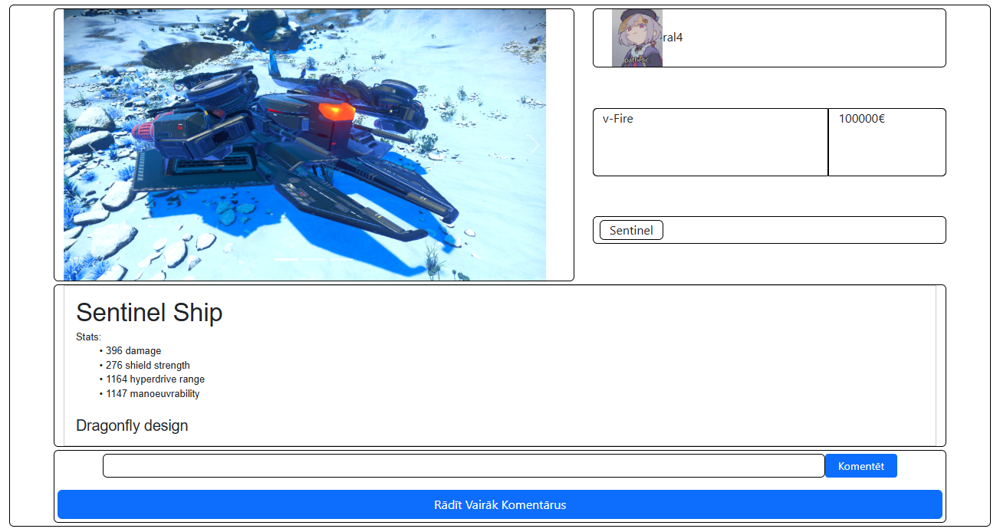 pathetic.
ral4
v-Fire
100000€
Sentinel
Sentinel Ship
Stats:
• 396 damage
• 276 shield strength
• 1164 hyperdrive range
• 1147 manoeuvrability
Dragonfly design
Komentēt
Rādīt Vairāk Komentārus